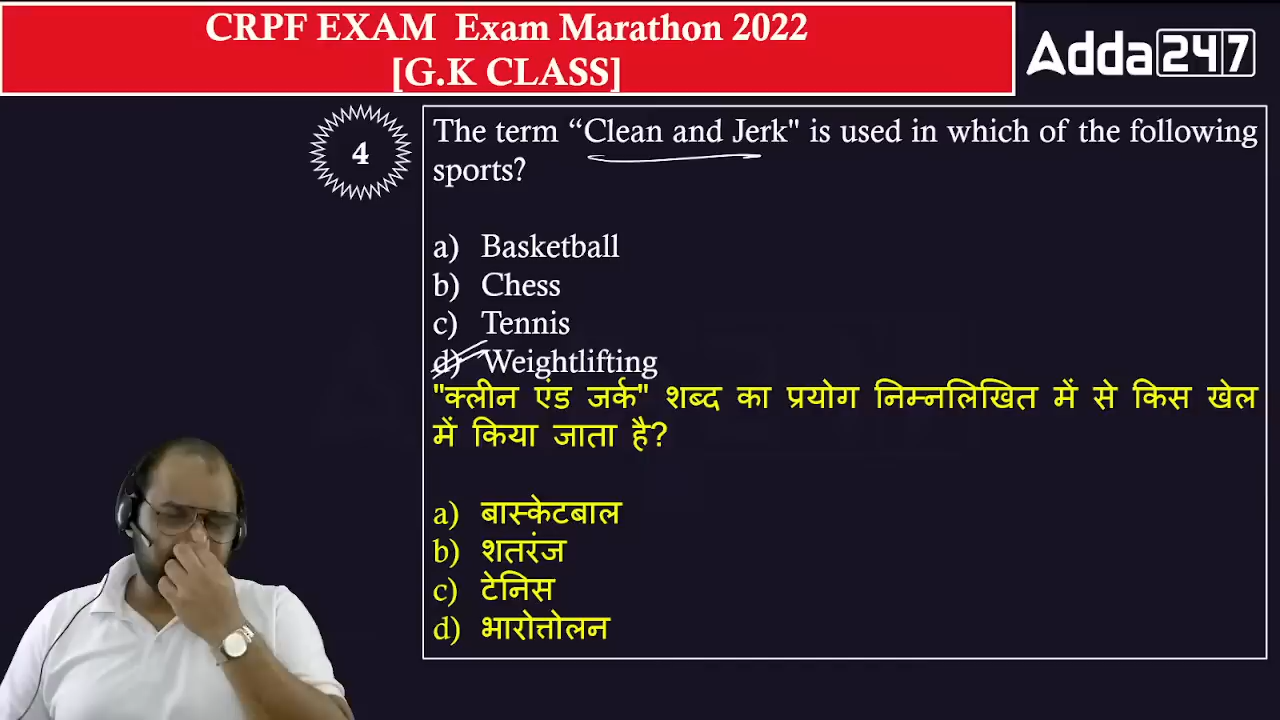 CRPF EXAM Exam Marathon 2022
[G.K CLASS]
Adda247
4
The term “Clean and Jerk" is used in which of the following
sports?
a) Basketball
b) Chess
c) Tennis
d) Weightlifting
"क्लीन एंड जर्क" शब्द का प्रयोग निम्नलिखित में से किस खेल
में किया जाता है?
a) बास्केटबाल
b) शतरंज
c) टेनिस
d) भारोत्तोलन